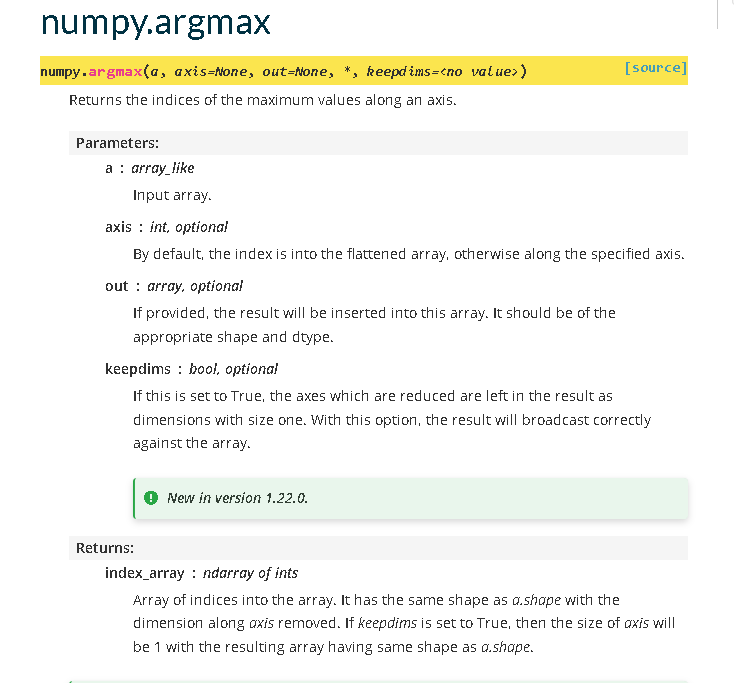 numpy.argmax
numpy.argmax(a, axis=None, out=None, *, keepdims=<no value>) [source]
Returns the indices of the maximum values along an axis.
Parameters:
a : array_like
Input array.
axis : int, optional
By default, the index is into the flattened array, otherwise along the specified axis.
out : array, optional
If provided, the result will be inserted into this array. It should be of the
appropriate shape and dtype.
keepdims : bool, optional
If this is set to True, the axes which are reduced are left in the result as
dimensions with size one. With this option, the result will broadcast correctly
against the array.
New in version 1.22.0.
Returns:
index_array : ndarray of ints
Array of indices into the array. It has the same shape as a.shape with the
dimension along axis removed. If keepdims is set to True, then the size of axis will
be 1 with the resulting array having same shape as a.shape.